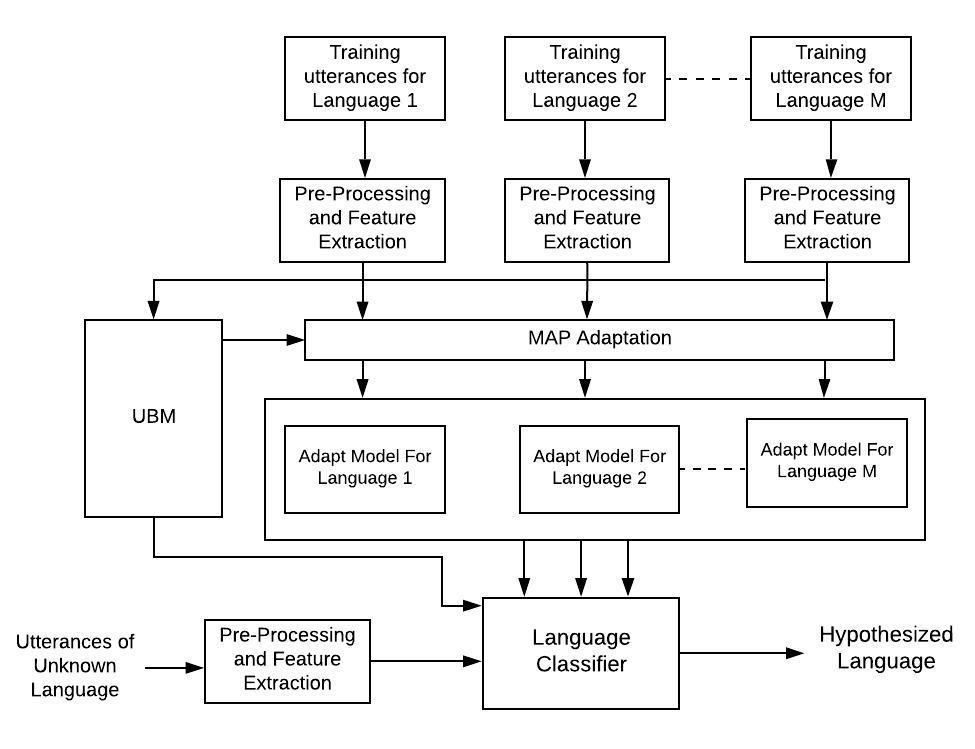 Training
utterances for
Language 1
Training
utterances for
Language 2
Training
utterances for
Language M
Pre-Processing
and Feature
Extraction
Pre-Processing
and Feature
Extraction
Pre-Processing
and Feature
Extraction
MAP Adaptation
UBM
Adapt Model For
Language 1
Adapt Model For
Language 2
Adapt Model For
Language M
Utterances of
Unknown
Language
Pre-Processing
and Feature
Extraction
Language
Classifier
Hypothesized
Language